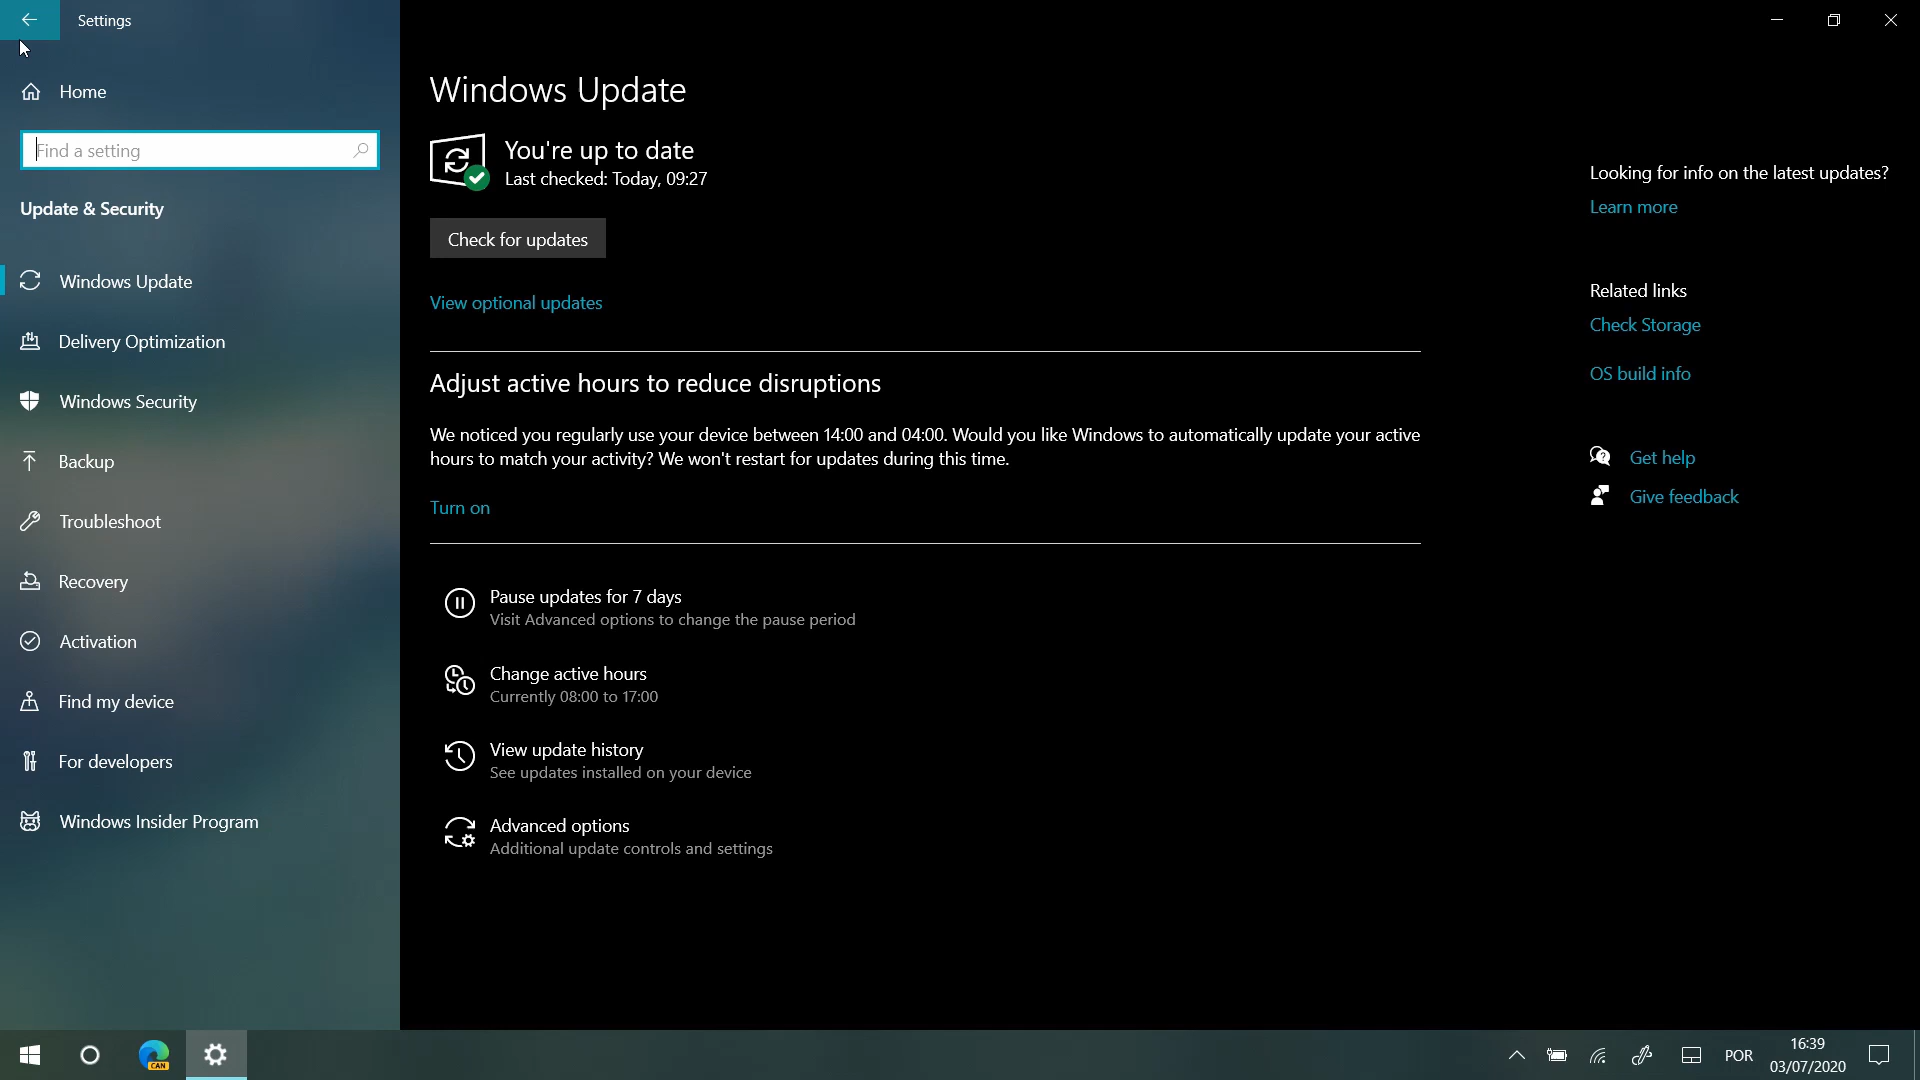 Settings
Home
Find a setting
Update & Security
Windows Update
Delivery Optimization
Windows Security
Backup
Troubleshoot
Recovery
Activation
Find my device
For developers
Windows Insider Program
Windows Update
You're up to date
Last checked: Today, 09:27
Check for updates
View optional updates
Adjust active hours to reduce disruptions
We noticed you regularly use your device between 14:00 and 04:00. Would you like Windows to automatically update your active
hours to match your activity? We won't restart for updates during this time.
Turn on
Pause updates for 7 days
Visit Advanced options to change the pause period
Change active hours
Currently 08:00 to 17:00
View update history
See updates installed on your device
Advanced options
Additional update controls and settings
Looking for info on the latest updates?
Learn more
Related links
Check Storage
OS build info
Get help
Give feedback
CAN
POR
16:39
03/07/2020